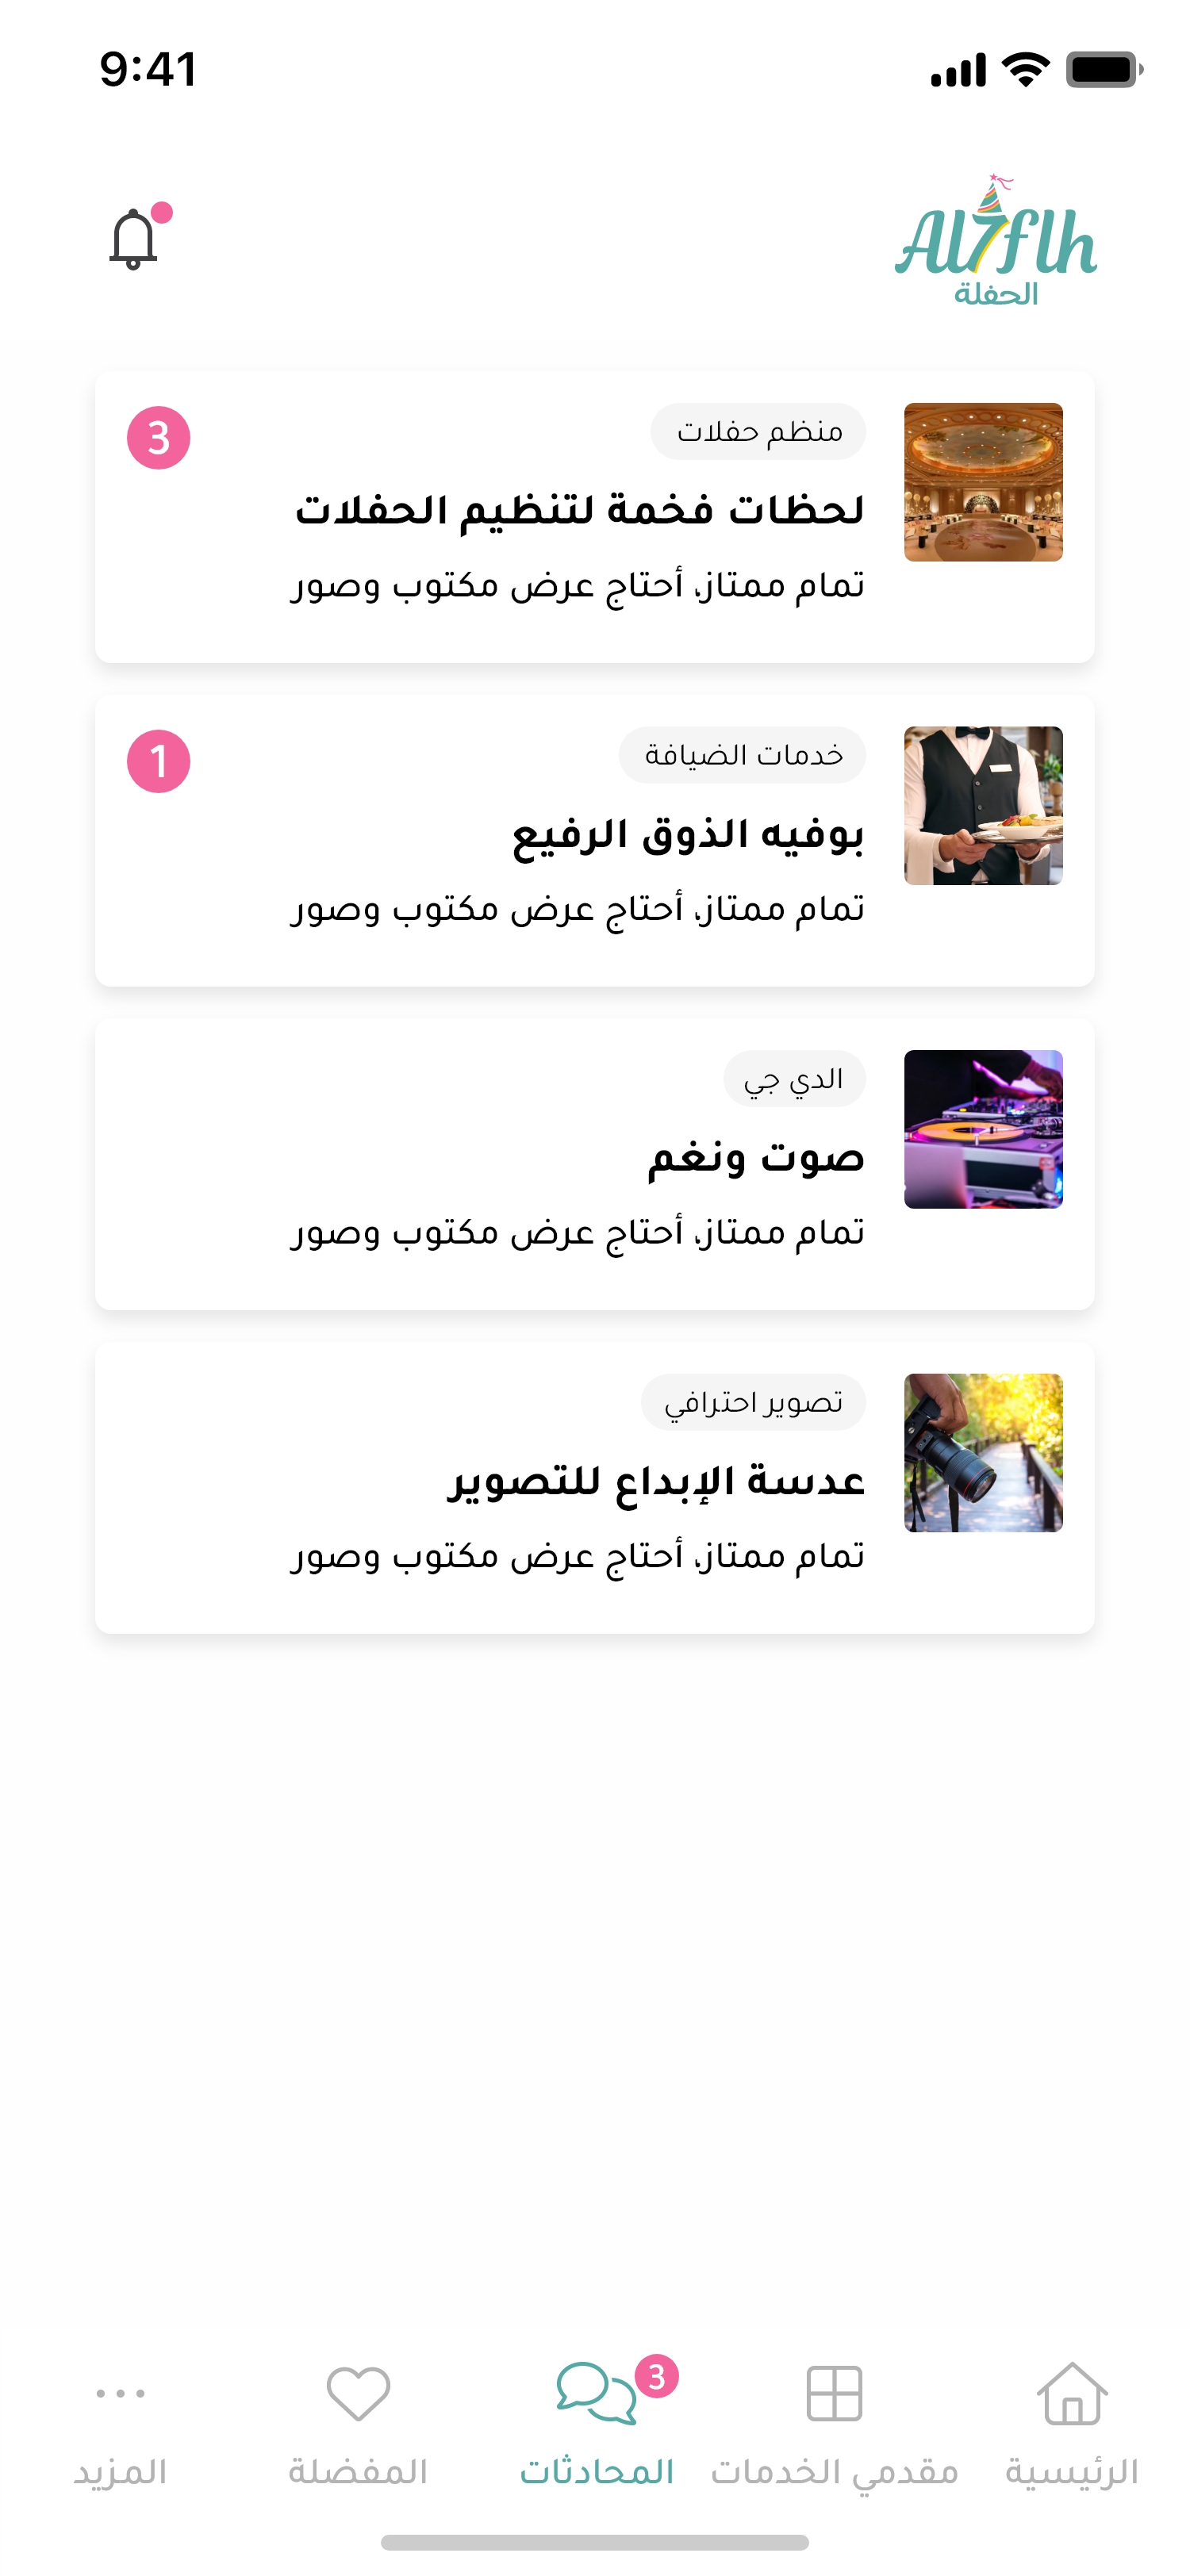 9:41
Al7flh
الحفلة
منظم حفلات
3
لحظات فخمة لتنظيم الحفلات
تمام ممتاز، أحتاج عرض مكتوب وصور
خدمات الضيافة
1
بوفيه الذوق الرفيع
تمام ممتاز، أحتاج عرض مكتوب وصور
الدي جي
صوت ونغم
تمام ممتاز، أحتاج عرض مكتوب وصور
تصوير احترافي
عدسة الإبداع للتصوير
تمام ممتاز، أحتاج عرض مكتوب وصور
3
الرئيسية
مقدمي الخدمات
المحادثات
المفضلة
المزيد